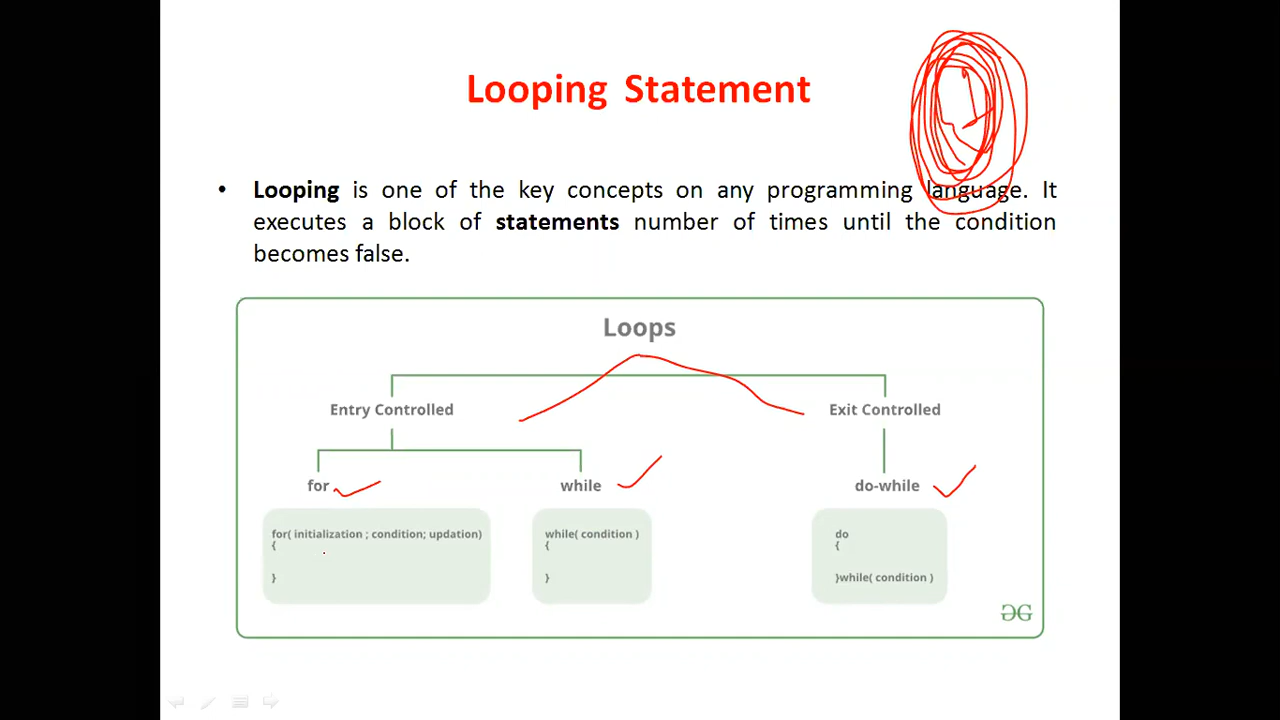 Looping Statement
• Looping is one of the key concepts on any programming language. It
executes a block of statements number of times until the condition
becomes false.
Loops
Entry Controlled
Exit Controlled
for
while
do-while
for( initialization ; condition; updation)
{
}
while( condition )
{
}
do
{
}while( condition )